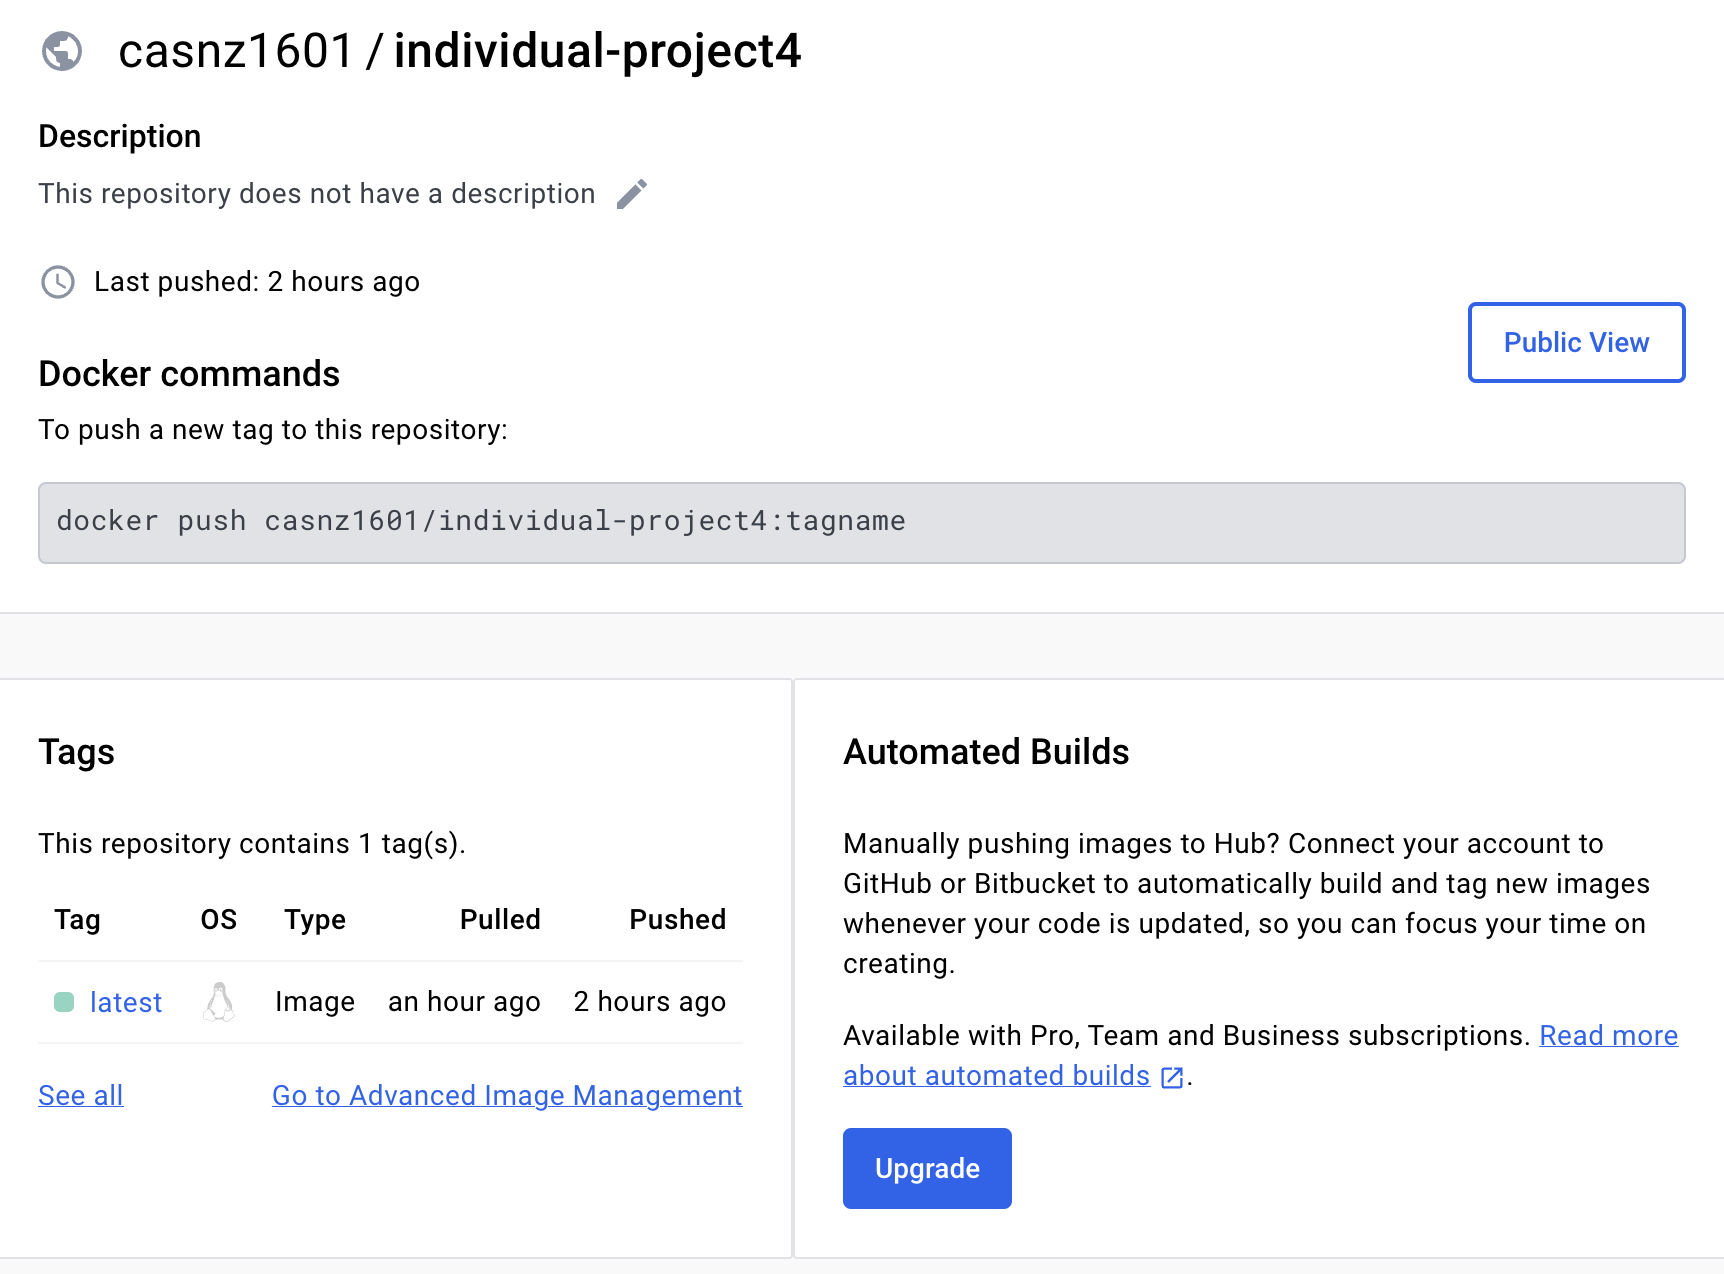 casnz1601 / individual-project4
Description
This repository does not have a description
Last pushed: 2 hours ago
Public View
Docker commands
To push a new tag to this repository:
docker push casnz1601/individual-project4:tagname
Tags
This repository contains 1 tag(s).
Tag OS Type Pulled Pushed
latest Image an hour ago 2 hours ago
See all Go to Advanced Image Management
Automated Builds
Manually pushing images to Hub? Connect your account to
GitHub or Bitbucket to automatically build and tag new images
whenever your code is updated, so you can focus your time on
creating.
Available with Pro, Team and Business subscriptions. Read more
about automated builds .
Upgrade